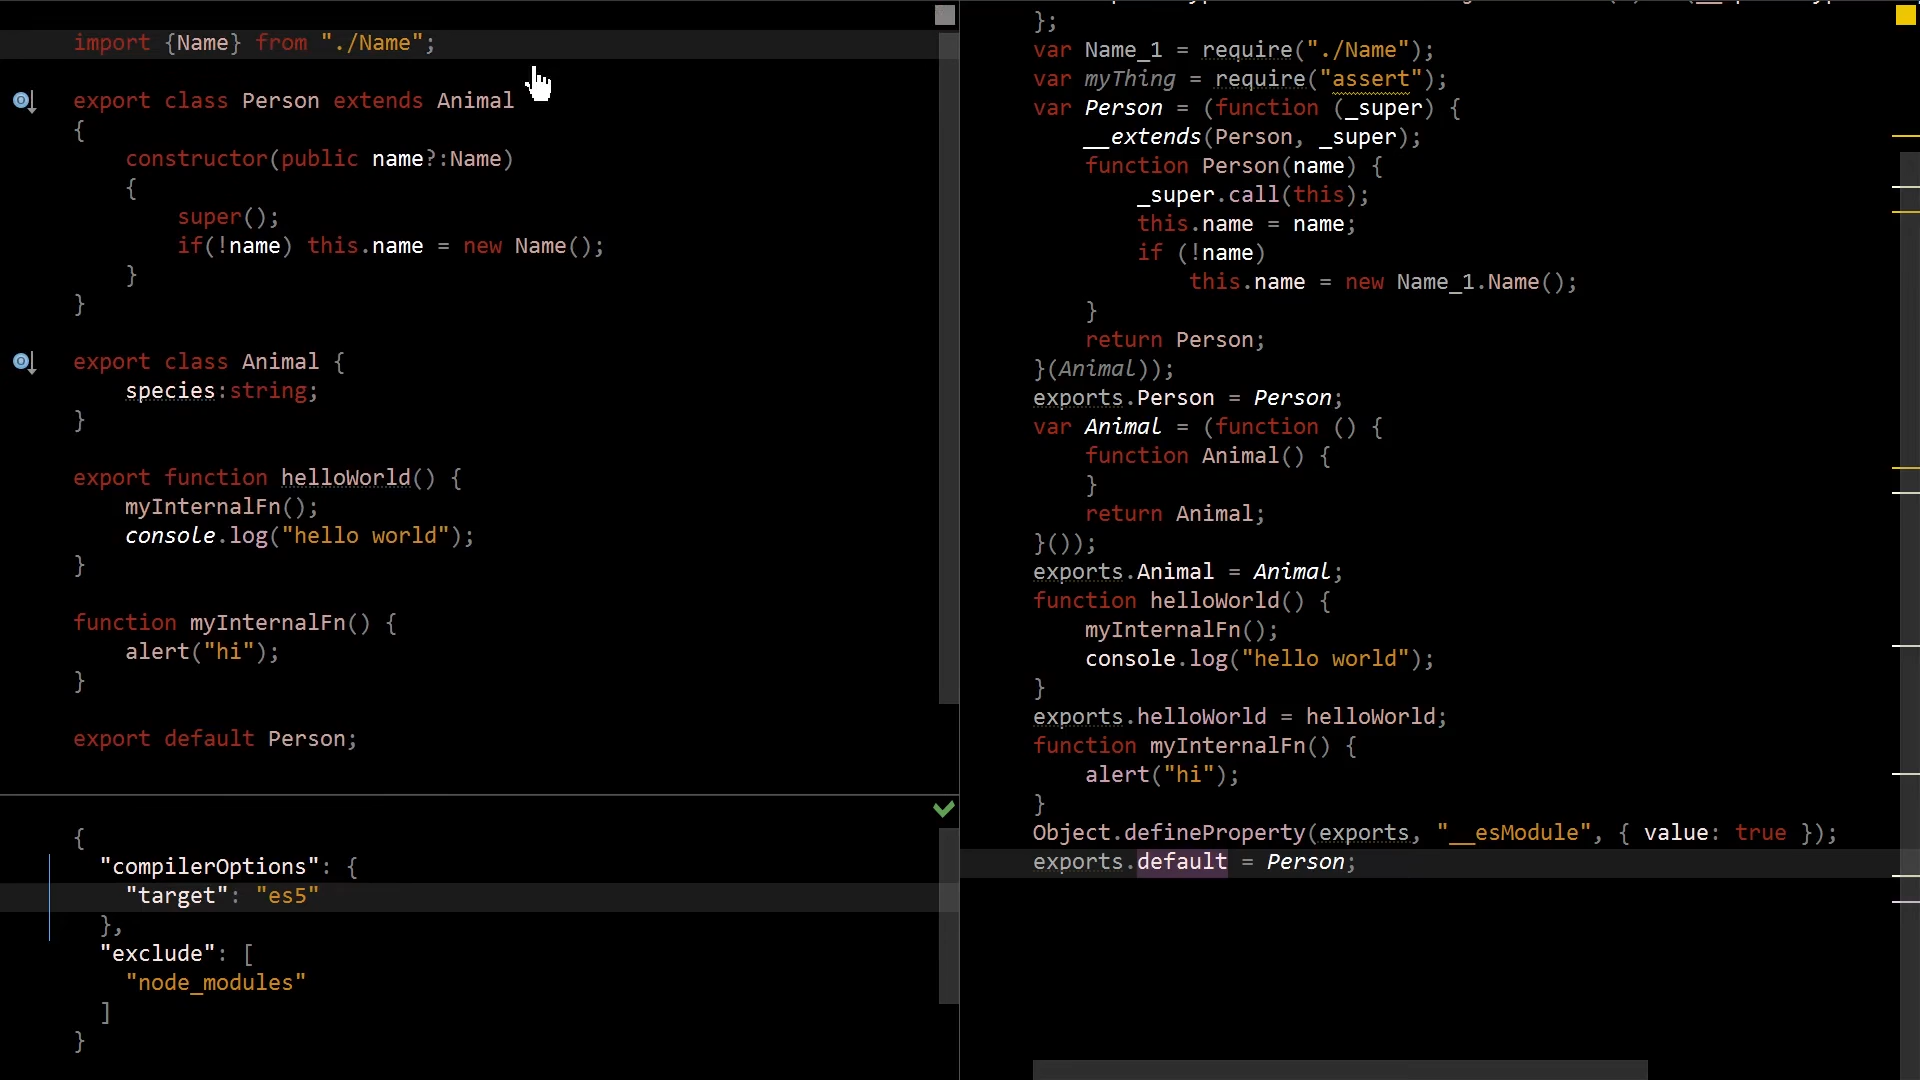 import {Name} from "./Name";
export class Person extends Animal
{
constructor(public name?:Name)
{
super();
if(!name) this.name = new Name();
}
}
export class Animal {
species:string;
}
export function helloWorld() {
myInternalFn();
console.log("hello world");
}
function myInternalFn() {
alert("hi");
}
export default Person;
{
"compilerOptions": {
"target": "es5"
},
"exclude": [
"node_modules"
]
}
};
var Name_1 = require("./Name");
var myThing = require("assert");
var Person = (function (_super) {
__extends(Person, _super);
function Person(name) {
_super.call(this);
this.name = name;
if (!name)
this.name = new Name_1.Name();
}
return Person;
}(Animal));
exports.Person = Person;
var Animal = (function () {
function Animal() {
}
return Animal;
}());
exports.Animal = Animal;
function helloWorld() {
myInternalFn();
console.log("hello world");
}
exports.helloWorld = helloWorld;
function myInternalFn() {
alert("hi");
}
Object.defineProperty(exports, "__esModule", { value: true });
exports.default = Person;